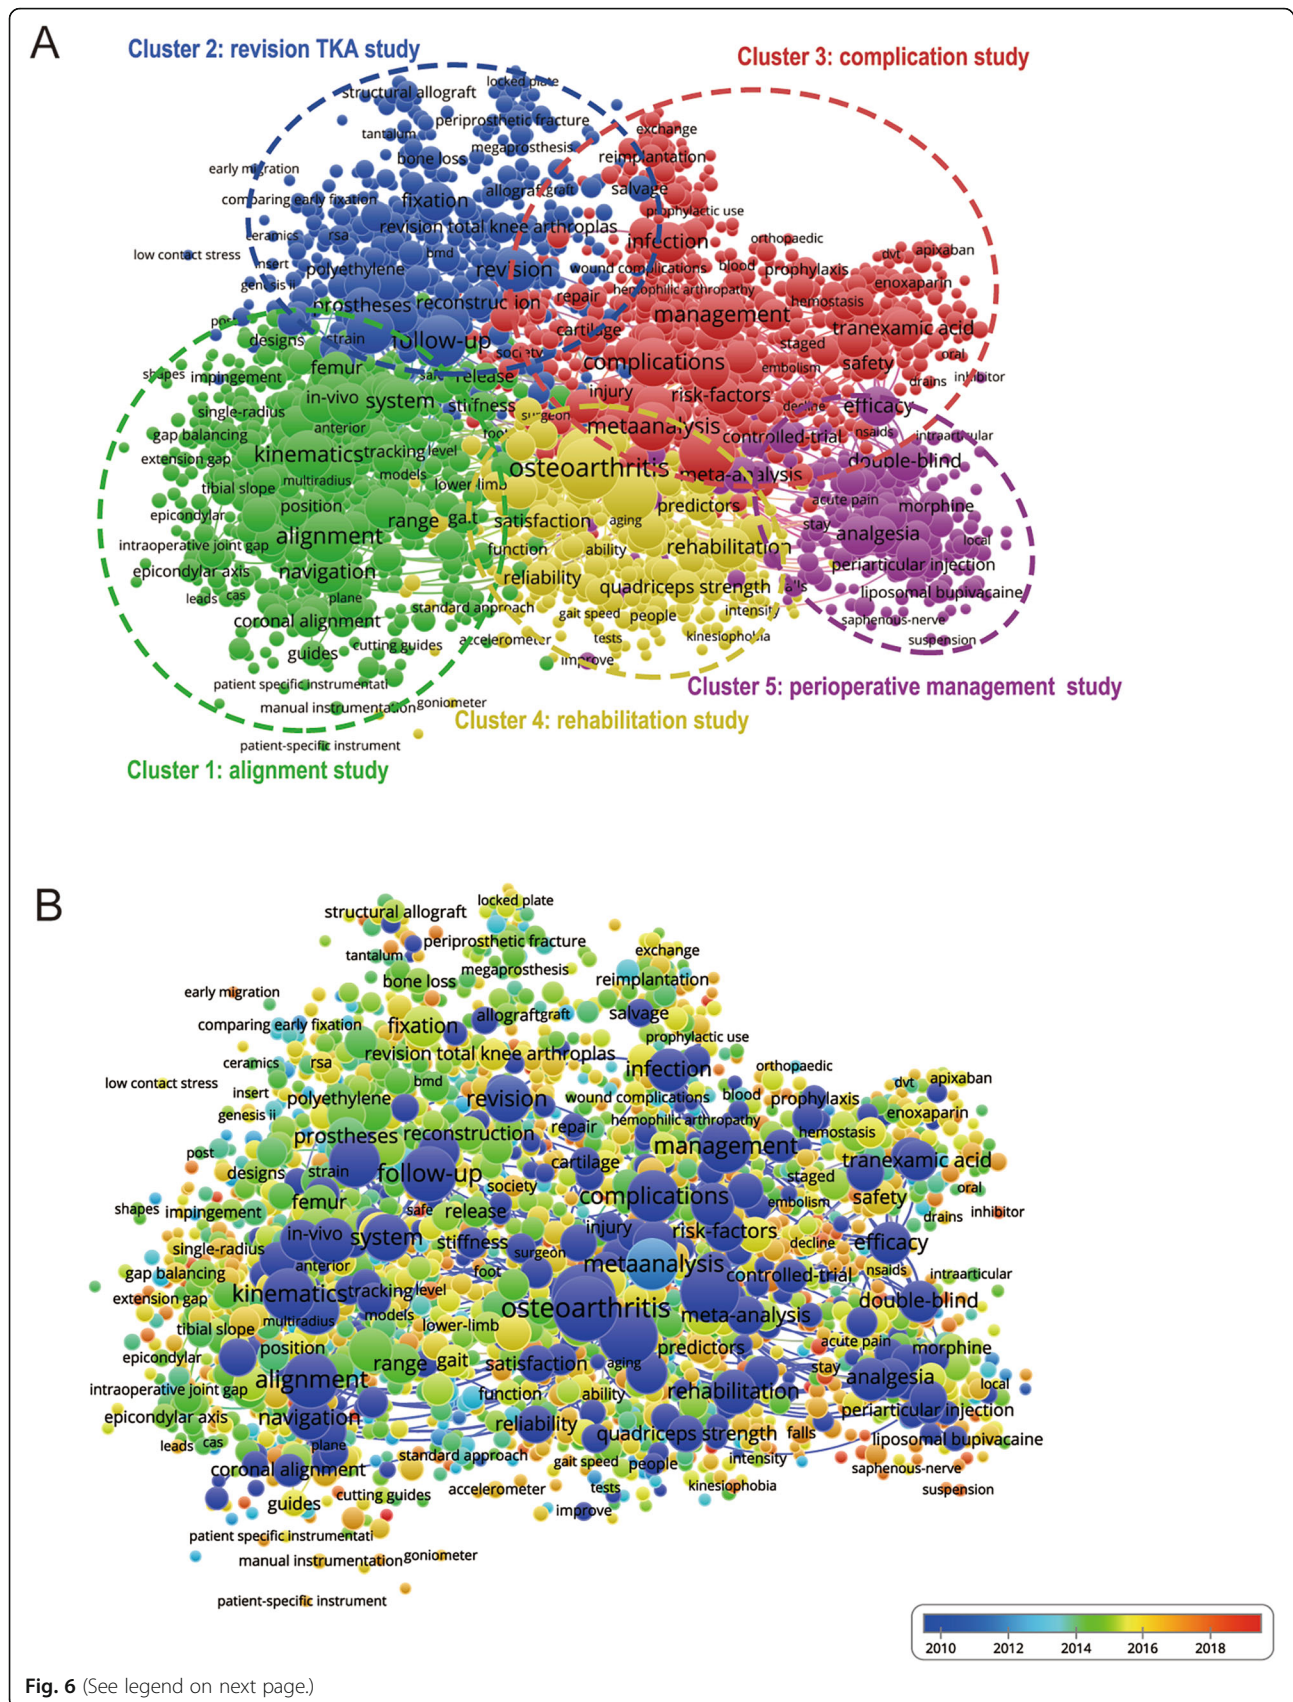 A
Cluster 2: revision TKA study
Cluster 3: complication study
locked plate
structural allograft
periprosthetic fracture
exchange
tantalum
megaprosthesis
bone loss
reimplantation
early migration
allograft graft
salvage
comparing early fixation
fixation
prophylactic use
ceramics
rsa
revision total knee arthroplas
infection
orthopaedic
low contact stress
bmd
dvt
apixaban
insert
polyethylene
revision
wound complications
blood
prophylaxis
genesis ii
hemophilic arthropathy
enoxaparin
prostheses
reconstruction
repair
hemostasis
management
post
cartilage
tranexamic acid
designs
strain
follow-up
staged
society
complications
oral
femur
embolism
safety
shapes
impingement
safe
release
drains
inhibitor
in-vivo
system
injury
risk-factors
stiffness
decline
efficacy
single-radius
surgeon
anterior
metaanalysis
controlled-trial
nsaids
intraarticular
gap balancing
foot
kinematics
tracking
level
extension gap
osteoarthritis
meta-analysis
double-blind
multiradius
models
lower-limb
tibial slope
acute pain
position
predictors
morphine
epicondylar
range
gait
satisfaction
aging
stay
alignment
analgesia
local
intraoperative joint gap
function
ability
rehabilitation
epicondylar axis
navigation
reliability
periarticular injection
quadriceps strength
falls
liposomal bupivacaine
leads
cas
plane
standard approach
gait speed
people
intensity
coronal alignment
saphenous-nerve
cutting guides
accelerometer
tests
kinesiophobia
suspension
guides
improve
patient specific instrumentati
Cluster 5: perioperative management study
manual instrumentation
goniometer
Cluster 4: rehabilitation study
patient-specific instrument
Cluster 1: alignment study
B
locked plate
structural allograft
periprosthetic fracture
exchange
tantalum
megaprosthesis
bone loss
reimplantation
early migration
allograft graft
salvage
comparing early fixation
fixation
prophylactic use
revision total knee arthroplas
ceramics
rsa
infection
orthopaedic
low contact stress
bmd
dvt
apixaban
insert
polyethylene
revision
wound complications
blood
prophylaxis
genesis ii
enoxaparin
hemophilic arthropathy
prostheses
reconstruction
repair
hemostasis
management
post
cartilage
tranexamic acid
designs
strain
follow-up
staged
society
complications
oral
femur
embolism
safety
shapes
impingement
safe
release
drains
inhibitor
in-vivo
system
injury
risk-factors
stiffness
decline
efficacy
single-radius
surgeon
anterior
metaanalysis
controlled-trial
nsaids
intraarticular
gap balancing
foot
kinematics
tracking
level
extension gap
osteoarthritis
meta-analysis
double-blind
multiradius
models
lower-limb
tibial slope
acute pain
position
predictors
morphine
epicondylar
range
gait
satisfaction
aging
stay
alignment
analgesia
local
intraoperative joint gap
function
ability
rehabilitation
epicondylar axis
navigation
reliability
periarticular injection
quadriceps strength
falls
liposomal bupivacaine
leads
cas
plane
standard approach
gait speed
people
intensity
coronal alignment
saphenous-nerve
cutting guides
accelerometer
tests
kinesiophobia
suspension
guides
improve
patient specific instrumentati
manual instrumentation
goniometer
patient-specific instrument
2010 2012 2014 2016 2018
Fig. 6 (See legend on next page.)